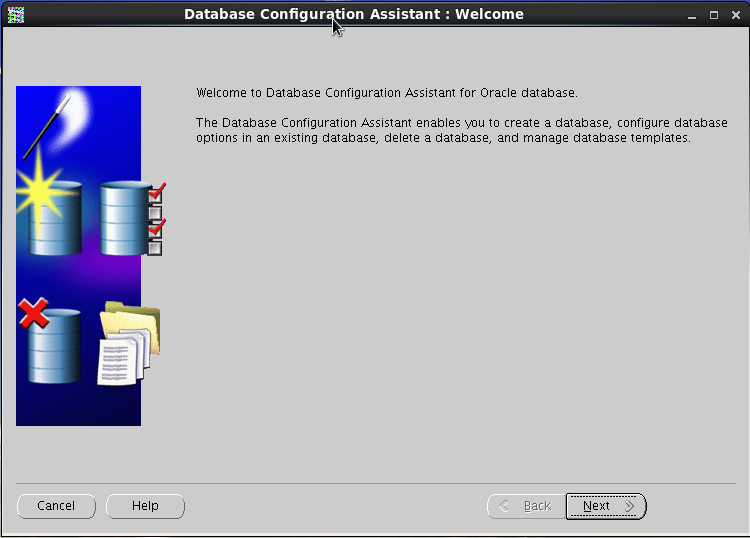 Database Configuration Assistant : Welcome
Welcome to Database Configuration Assistant for Oracle database.
The Database Configuration Assistant enables you to create a database, configure database
options in an existing database, delete a database, and manage database templates.
Cancel
Help
Back
Next